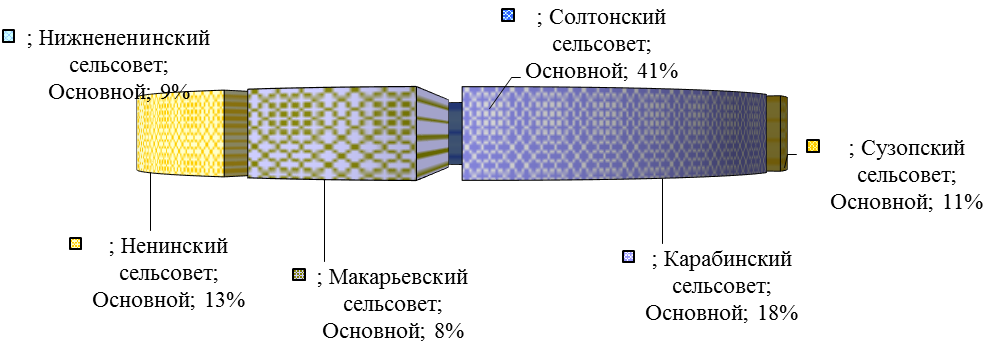 ; Нижнененинский
сельсовет;
Основной; 9%
; Солтонский
сельсовет;
Основной; 41%
; Сузопский
сельсовет;
Основной; 11%
; Ненинский
сельсовет;
Основной; 13%
; Макарьевский
сельсовет;
Основной; 8%
; Карабинский
сельсовет;
Основной; 18%